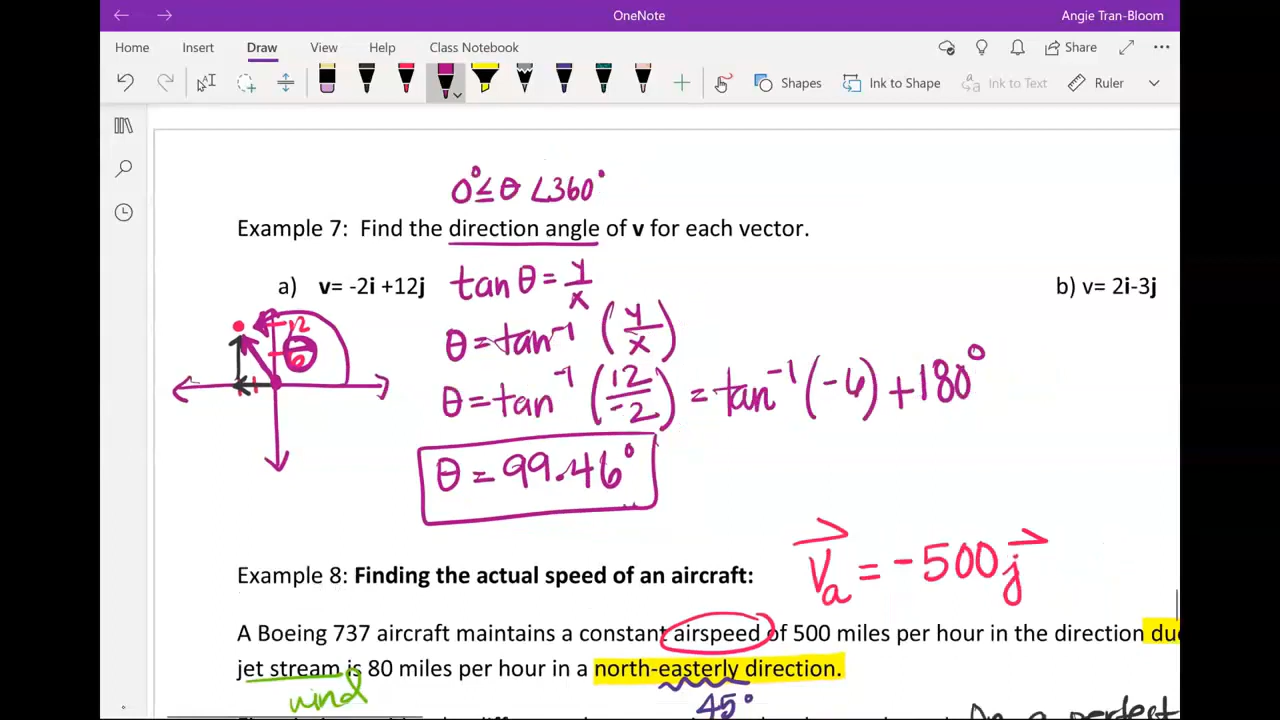 OneNote
Angie Tran-Bloom
Home Insert Draw View Help Class Notebook Share
Shapes Ink to Shape Ink to Text Ruler
0° ≤ θ < 360°
Example 7: Find the direction angle of v for each vector.
a) v= -2i +12j tan θ = y/x b) v= 2i-3j
θ = tan⁻¹ (y/x)
12
6
θ
-1
θ = tan⁻¹ (12/-2) = tan⁻¹ (-6) + 180°
θ = 99.46°
Vₐ = -500 j
Example 8: Finding the actual speed of an aircraft:
A Boeing 737 aircraft maintains a constant airspeed of 500 miles per hour in the direction
jet stream is 80 miles per hour in a north-easterly direction.
wind 45°